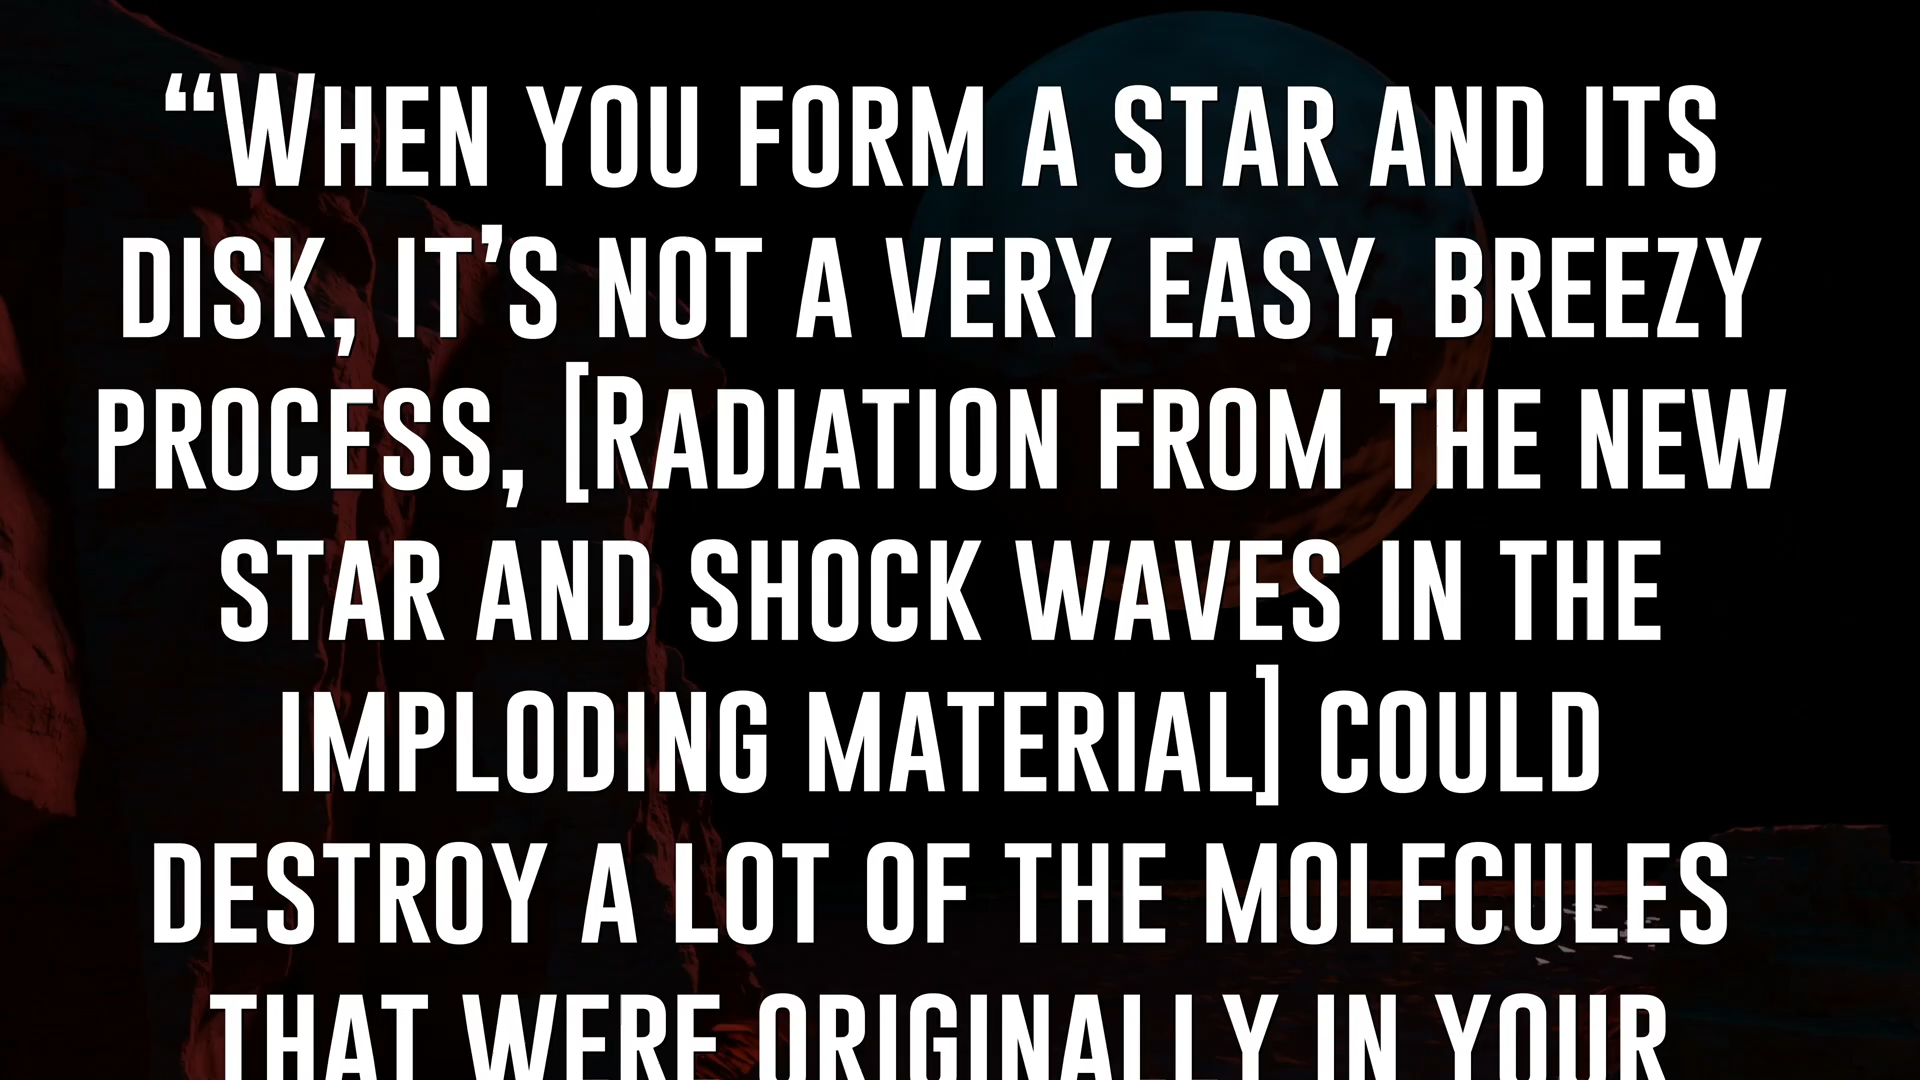 “When you form a star and its
disk, it’s not a very easy, breezy
process, [Radiation from the new
star and shock waves in the
imploding material] could
destroy a lot of the molecules
that were originally in your